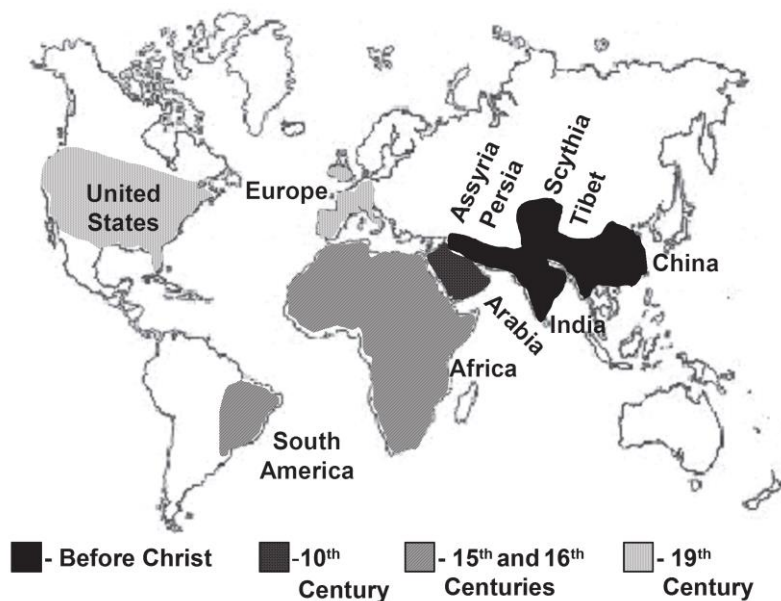 United
States
Europe
Assyria
Persia
Scythia
Tibet
China
India
Arabia
Africa
South
America
- Before Christ
-10th
Century
- 15th and 16th
Centuries
- 19th
Century